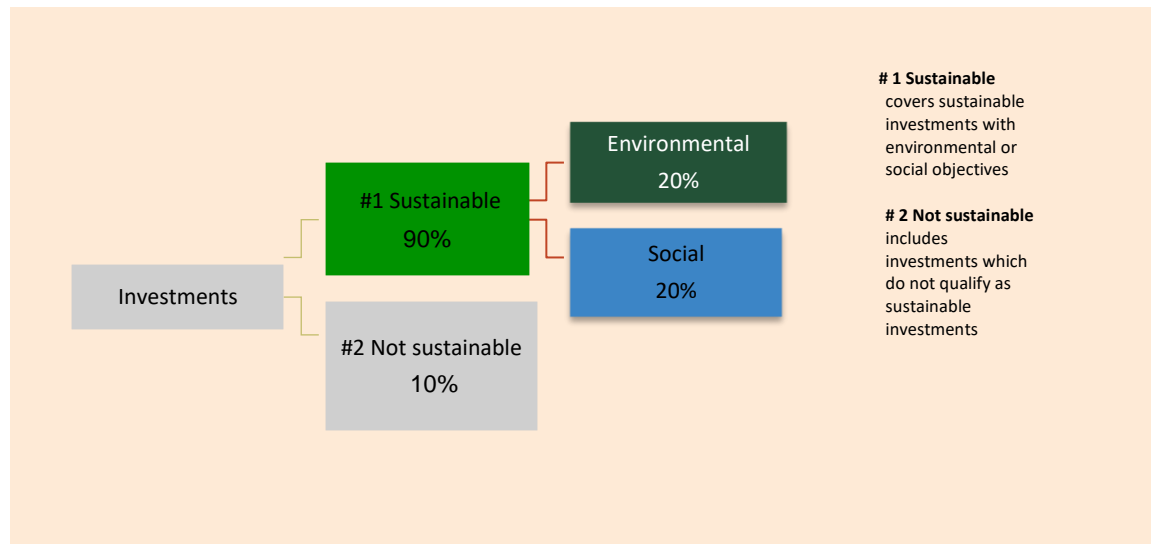 Investments
#1 Sustainable
90%
#2 Not sustainable
10%
Environmental
20%
Social
20%
# 1 Sustainable
covers sustainable
investments with
environmental or
social objectives
# 2 Not sustainable
includes
investments which
do not qualify as
sustainable
investments